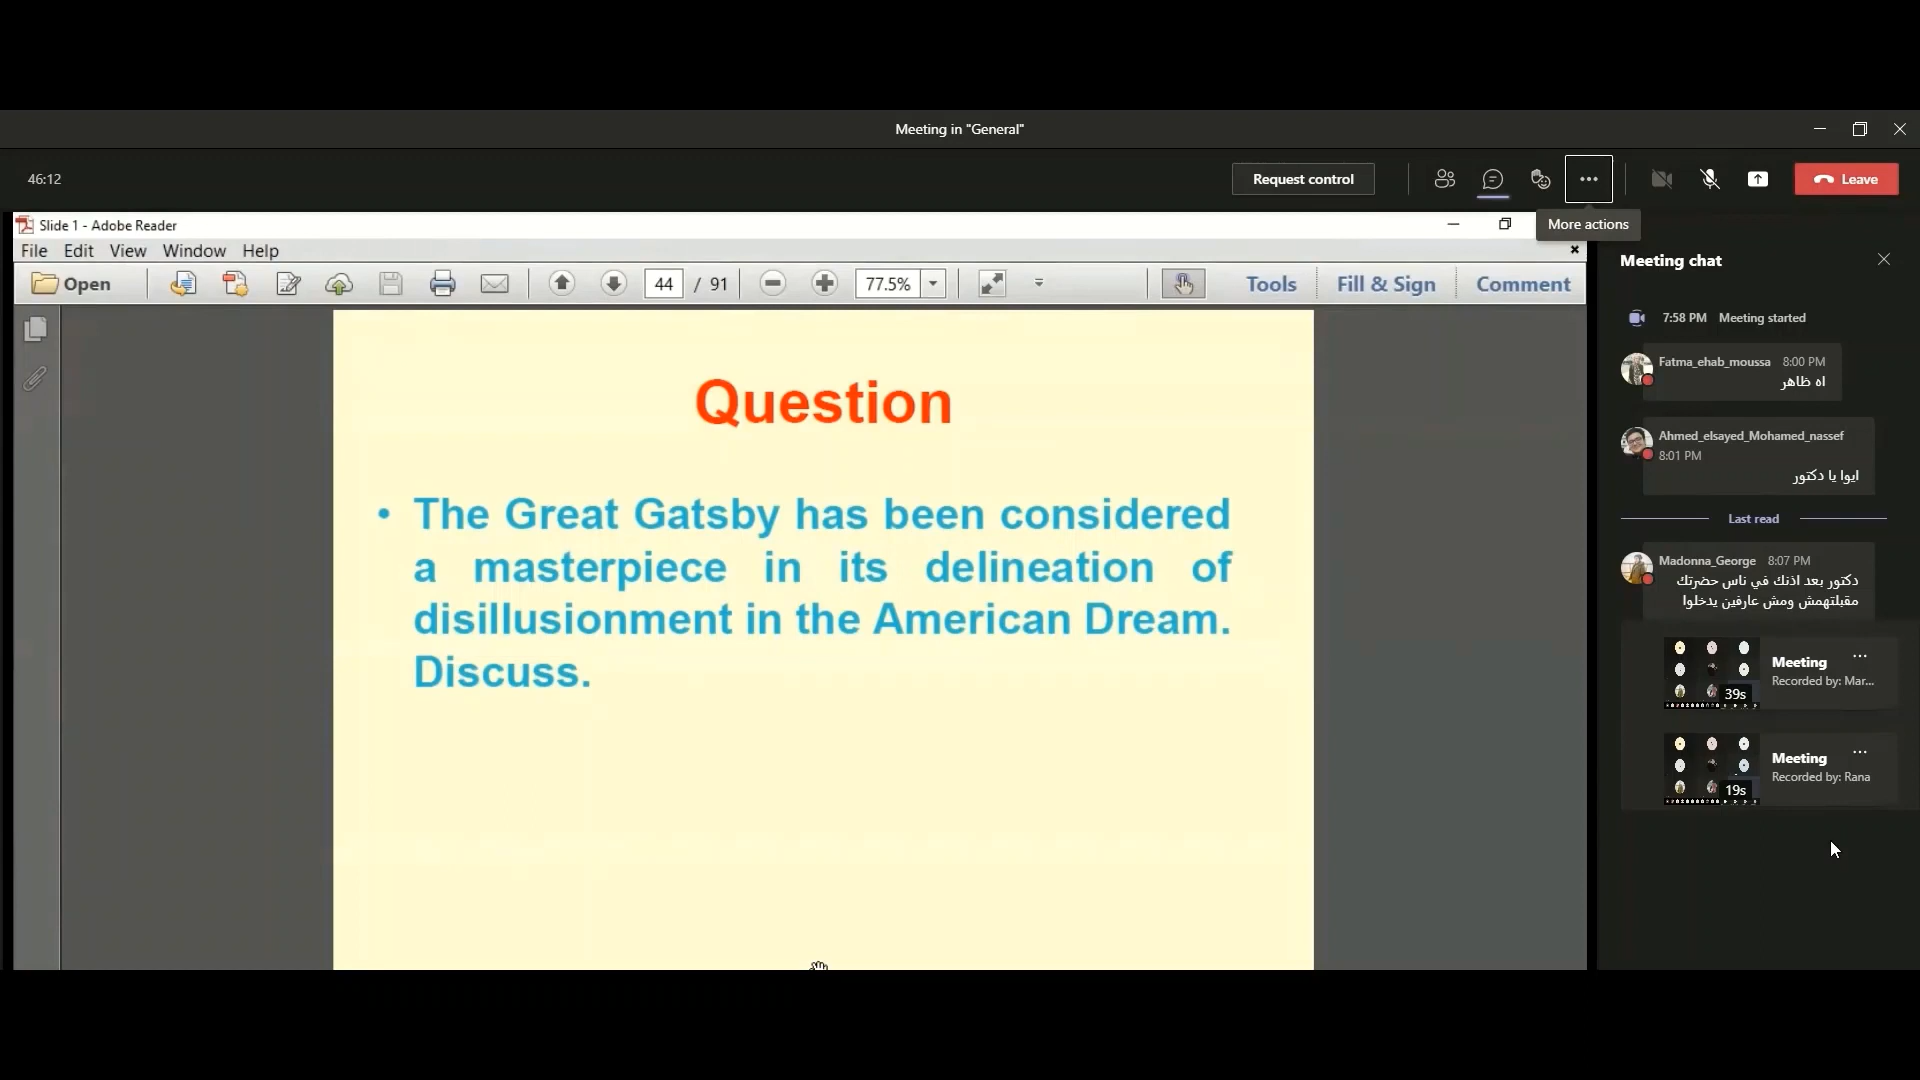 Meeting in "General"
46:12
Request control
Leave
More actions
Slide 1 - Adobe Reader
File Edit View Window Help
Open 44 / 91 77.5% Tools Fill & Sign Comment
Question
• The Great Gatsby has been considered
a masterpiece in its delineation of
disillusionment in the American Dream.
Discuss.
Meeting chat
7:58 PM Meeting started
Fatma_ehab_moussa 8:00 PM
اه ظاهر
Ahmed_elsayed_Mohamed_nassef
8:01 PM
ايوا يا دكتور
Last read
Madonna_George 8:07 PM
دكتور بعد اذنك في ناس حضرتك
مقبلتهمش ومش عارفين يدخلوا
Meeting
Recorded by: Mar...
39s
Meeting
Recorded by: Rana
19s